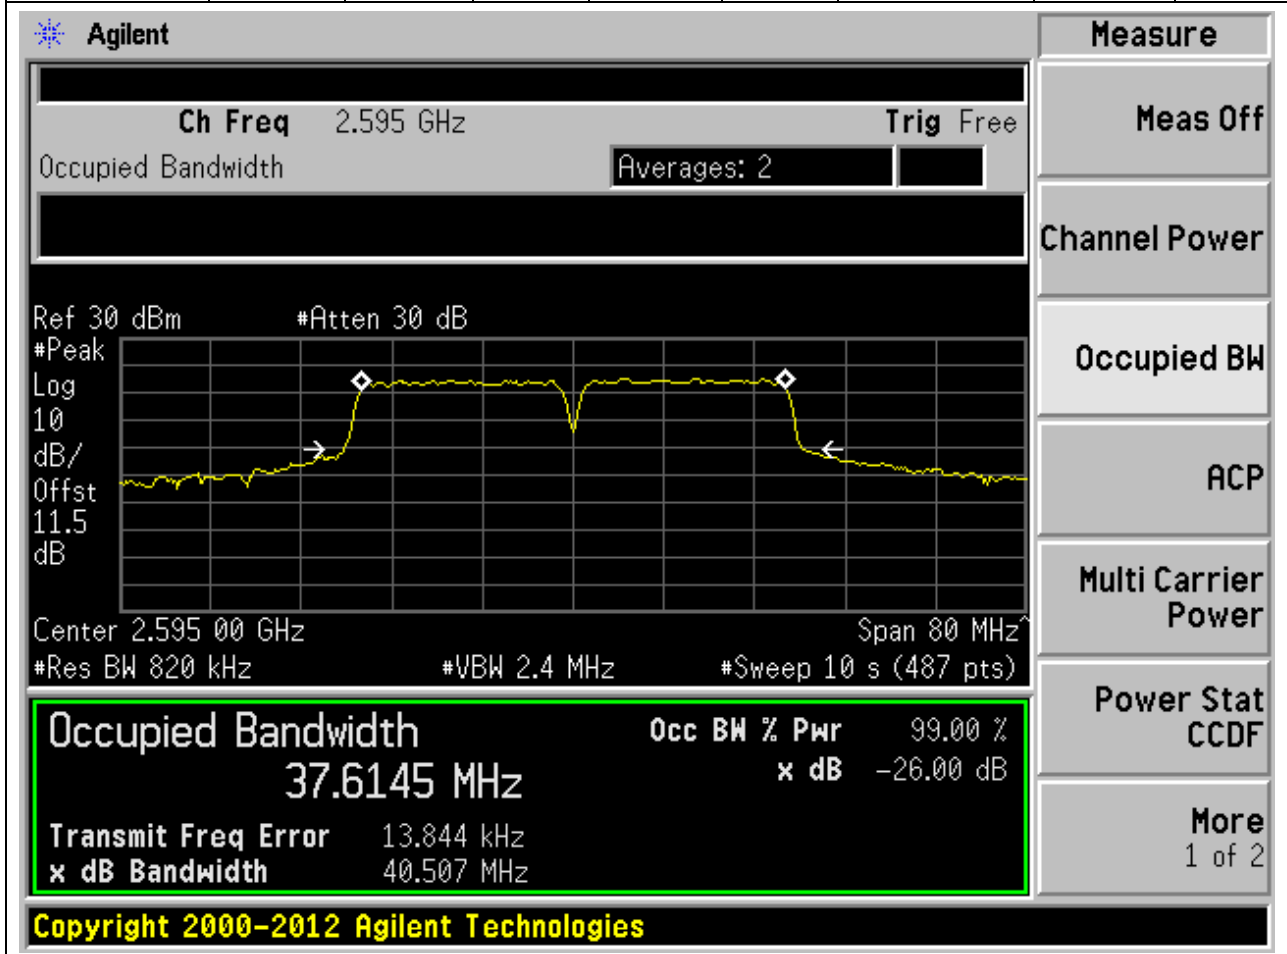 Agilent
Measure
Ch Freq 2.595 GHz Trig Free
Meas Off
Occupied Bandwidth Averages: 2
Channel Power
Ref 30 dBm #Atten 30 dB
#Peak
Log
10
dB/
Offst
11.5
dB
Occupied BW
ACP
Center 2.595 00 GHz Span 80 MHz^
#Res BW 820 kHz #VBW 2.4 MHz #Sweep 10 s (487 pts)
Multi Carrier
Power
Occupied Bandwidth Occ BW % Pwr 99.00 %
37.6145 MHz x dB -26.00 dB
Transmit Freq Error 13.844 kHz
x dB Bandwidth 40.507 MHz
Power Stat
CCDF
More
1 of 2
Copyright 2000-2012 Agilent Technologies